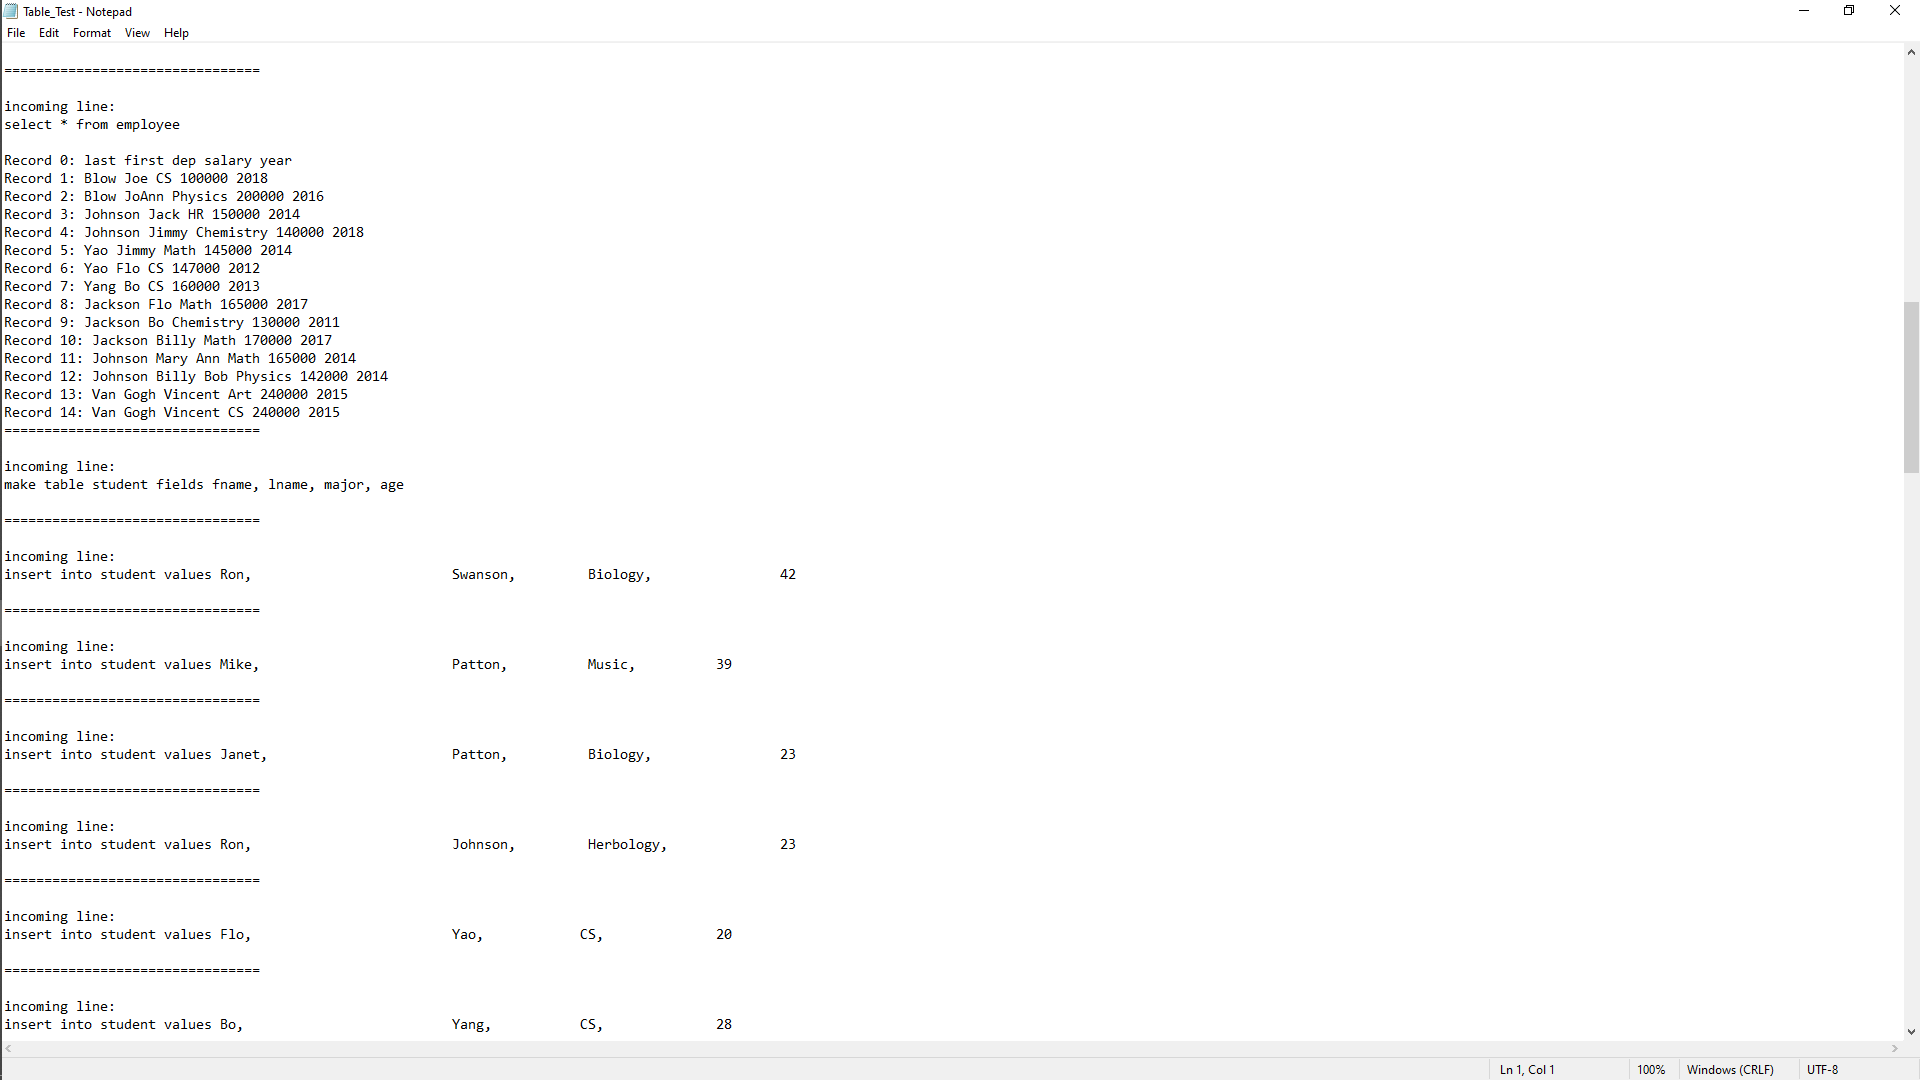 Table_Test - Notepad
File Edit Format View Help
================================
incoming line:
select * from employee
Record 0: last first dep salary year
Record 1: Blow Joe CS 100000 2018
Record 2: Blow JoAnn Physics 200000 2016
Record 3: Johnson Jack HR 150000 2014
Record 4: Johnson Jimmy Chemistry 140000 2018
Record 5: Yao Jimmy Math 145000 2014
Record 6: Yao Flo CS 147000 2012
Record 7: Yang Bo CS 160000 2013
Record 8: Jackson Flo Math 165000 2017
Record 9: Jackson Bo Chemistry 130000 2011
Record 10: Jackson Billy Math 170000 2017
Record 11: Johnson Mary Ann Math 165000 2014
Record 12: Johnson Billy Bob Physics 142000 2014
Record 13: Van Gogh Vincent Art 240000 2015
Record 14: Van Gogh Vincent CS 240000 2015
================================
incoming line:
make table student fields fname, lname, major, age
================================
incoming line:
insert into student values Ron, Swanson, Biology, 42
================================
incoming line:
insert into student values Mike, Patton, Music, 39
================================
incoming line:
insert into student values Janet, Patton, Biology, 23
================================
incoming line:
insert into student values Ron, Johnson, Herbology, 23
================================
incoming line:
insert into student values Flo, Yao, CS, 20
================================
incoming line:
insert into student values Bo, Yang, CS, 28
Ln 1, Col 1 100% Windows (CRLF) UTF-8